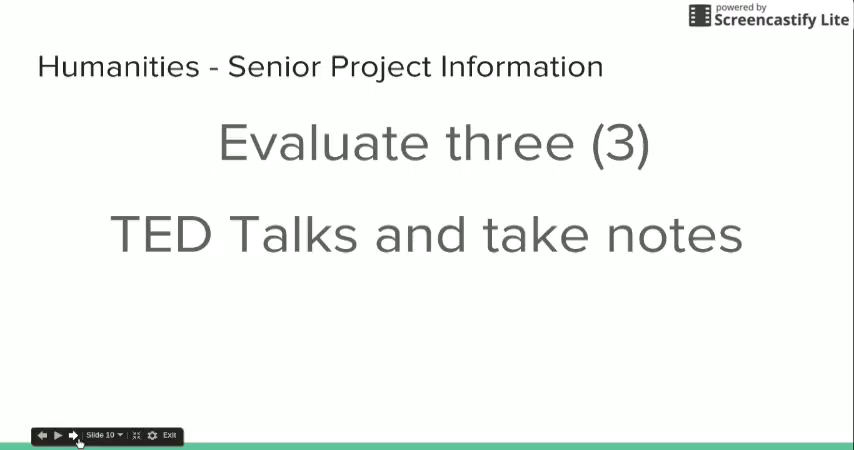 powered by
Screencastify Lite
Humanities - Senior Project Information
Evaluate three (3)
TED Talks and take notes
Slide 10
Exit